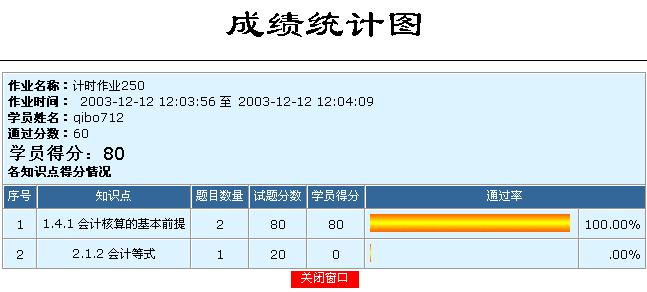 成绩统计图
作业名称：计时作业250
作业时间： 2003-12-12 12:03:56 至 2003-12-12 12:04:09
学员姓名：qibo712
通过分数：60
学员得分：80
各知识点得分情况
序号 知识点 题目数量 试题分数 学员得分 通过率
1 1.4.1 会计核算的基本前提 2 80 80 100.00%
2 2.1.2 会计等式 1 20 0 .00%
关闭窗口